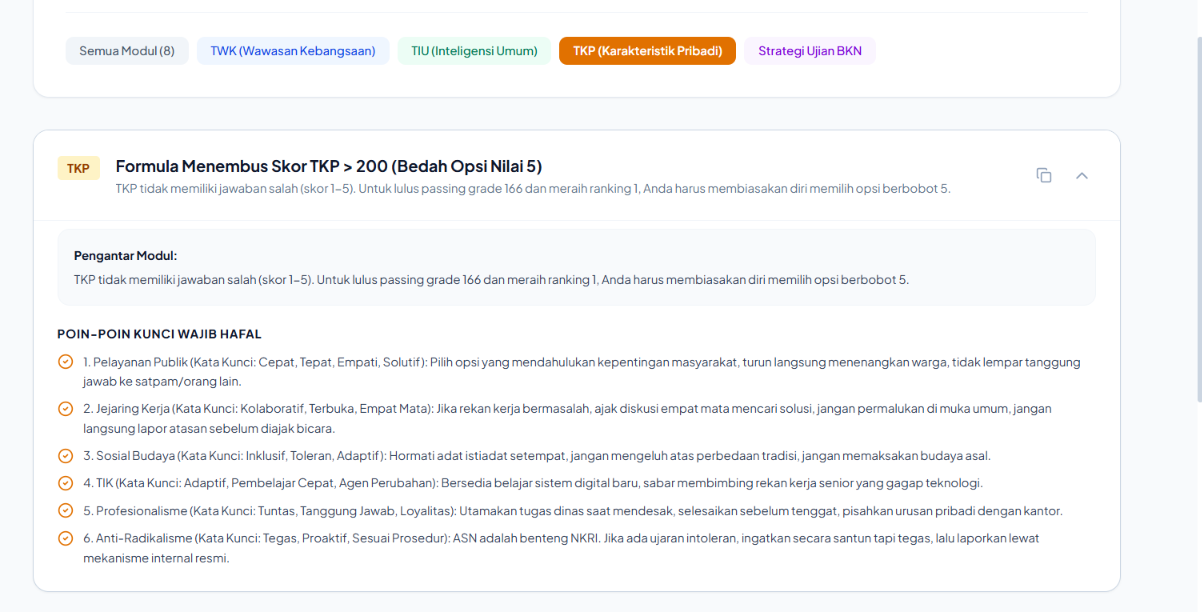 Semua Modul (8)
TWK (Wawasan Kebangsaan)
TIU (Inteligensi Umum)
TKP (Karakteristik Pribadi)
Strategi Ujian BKN
TKP
Formula Menembus Skor TKP > 200 (Bedah Opsi Nilai 5)
TKP tidak memiliki jawaban salah (skor 1–5). Untuk lulus passing grade 166 dan meraih ranking 1, Anda harus membiasakan diri memilih opsi berbobot 5.
Pengantar Modul:
TKP tidak memiliki jawaban salah (skor 1–5). Untuk lulus passing grade 166 dan meraih ranking 1, Anda harus membiasakan diri memilih opsi berbobot 5.
POIN-POIN KUNCI WAJIB HAFAL
1. Pelayanan Publik (Kata Kunci: Cepat, Tepat, Empati, Solutif): Pilih opsi yang mendahulukan kepentingan masyarakat, turun langsung menenangkan warga, tidak lempar tanggung
jawab ke satpam/orang lain.
2. Jejaring Kerja (Kata Kunci: Kolaboratif, Terbuka, Empat Mata): Jika rekan kerja bermasalah, ajak diskusi empat mata mencari solusi, jangan permalukan di muka umum, jangan
langsung lapor atasan sebelum diajak bicara.
3. Sosial Budaya (Kata Kunci: Inklusif, Toleran, Adaptif): Hormati adat istiadat setempat, jangan mengeluh atas perbedaan tradisi, jangan memaksakan budaya asal.
4. TIK (Kata Kunci: Adaptif, Pembelajar Cepat, Agen Perubahan): Bersedia belajar sistem digital baru, sabar membimbing rekan kerja senior yang gagap teknologi.
5. Profesionalisme (Kata Kunci: Tuntas, Tanggung Jawab, Loyalitas): Utamakan tugas dinas saat mendesak, selesaikan sebelum tenggat, pisahkan urusan pribadi dengan kantor.
6. Anti-Radikalisme (Kata Kunci: Tegas, Proaktif, Sesuai Prosedur): ASN adalah benteng NKRI. Jika ada ujaran intoleran, ingatkan secara santun tapi tegas, lalu laporkan lewat
mekanisme internal resmi.